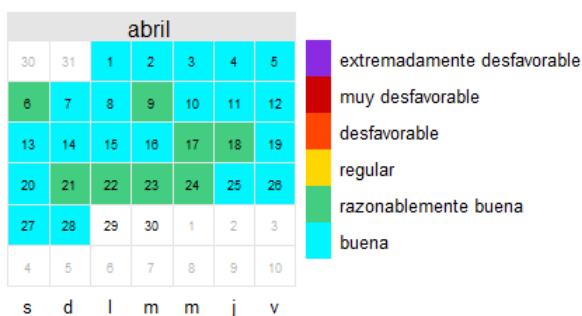 abril
30 31 1 2 3 4 5
6 7 8 9 10 11 12
13 14 15 16 17 18 19
20 21 22 23 24 25 26
27 28 29 30 1 2 3
4 5 6 7 8 9 10
s d l m m j v
extremadamente desfavorable
muy desfavorable
desfavorable
regular
razonablemente buena
buena